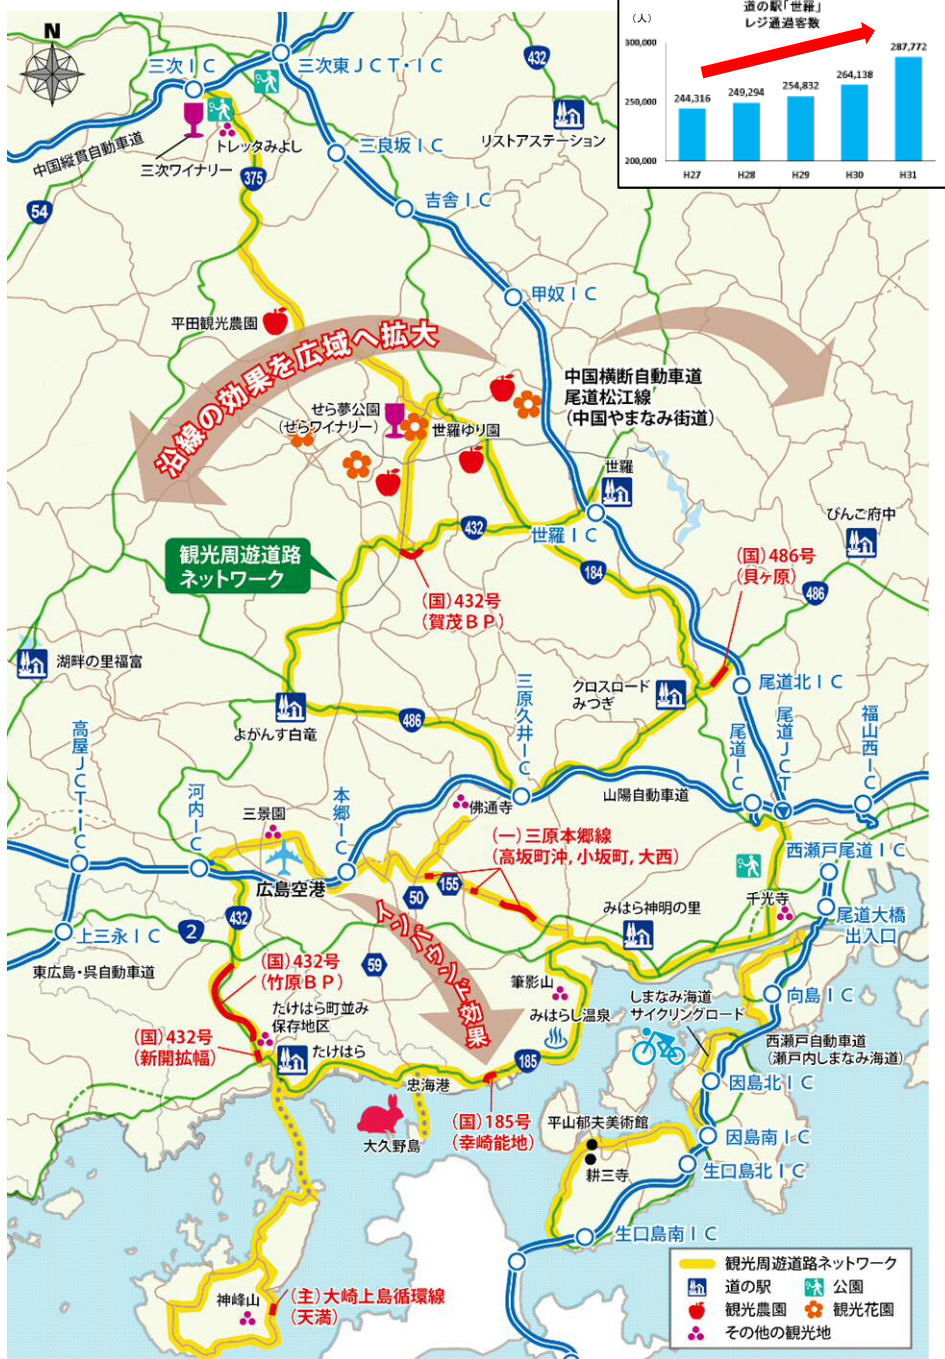 道の駅「世羅」
レジ通過客数
（人）
300,000
250,000
200,000
244,316
249,294
254,832
264,138
287,772
H27
H28
H29
H30
H31
N
三次ＩＣ
三次東ＪＣＴ・ＩＣ
432
リストアステーション
トレッタみよし
三次ワイナリー
中国縦貫自動車道
三良坂ＩＣ
375
54
吉舎ＩＣ
甲奴ＩＣ
平田観光農園
沿線の効果を広域へ拡大
中国横断自動車道
尾道松江線
（中国やまなみ街道）
せら夢公園
（せらワイナリー）
世羅ゆり園
世羅
びんご府中
432
世羅ＩＣ
観光周遊道路
ネットワーク
184
（国）486号
（貝ヶ原）
486
（国）432号
（賀茂ＢＰ）
湖畔の里福富
クロスロード
みつぎ
尾道北ＩＣ
三原久井ＩＣ
よがんす白竜
486
高屋ＪＣＴ・ＩＣ
河内ＩＣ
本郷ＩＣ
尾道ＩＣ
尾道ＪＣＴ
福山西ＩＣ
三景園
佛通寺
山陽自動車道
（一）三原本郷線
（高坂町沖，小坂町，大西）
西瀬戸尾道ＩＣ
広島空港
155
50
千光寺
みはら神明の里
尾道大橋
出入口
432
2
上三永ＩＣ
東広島・呉自動車道
インバウンド効果
59
（国）432号
（竹原ＢＰ）
筆影山
しまなみ海道
サイクリングロード
向島ＩＣ
たけはら町並み
保存地区
みはらし温泉
（国）432号
（新開拡幅）
西瀬戸自動車道
（瀬戸内しまなみ海道）
たけはら
185
忠海港
因島北ＩＣ
（国）185号
（幸崎能地）
平山郁夫美術館
大久野島
因島南ＩＣ
耕三寺
生口島北ＩＣ
生口島南ＩＣ
神峰山
（主）大崎上島循環線
（天満）
観光周遊道路ネットワーク
道の駅
公園
観光農園
観光花園
その他の観光地